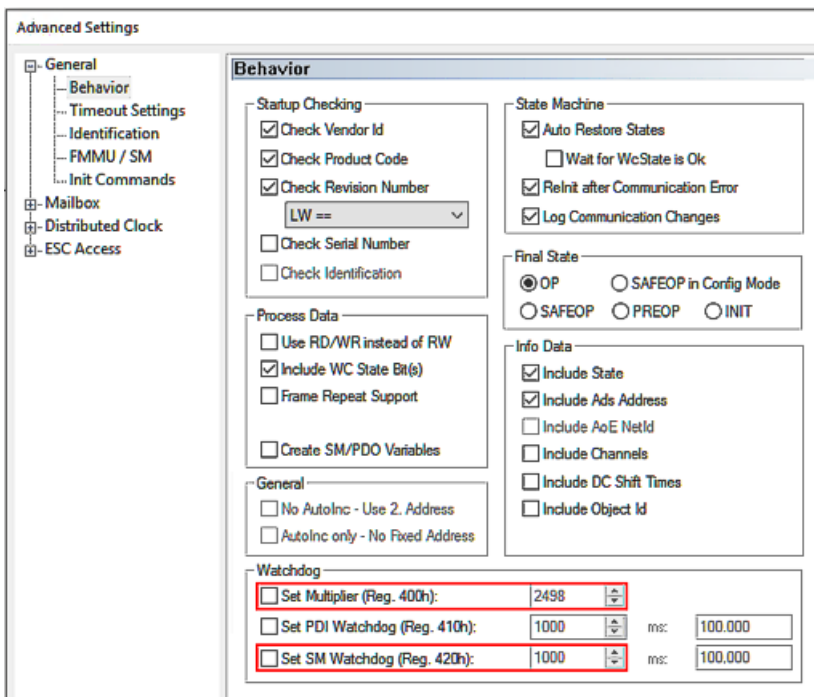 Advanced Settings
General
Behavior
Timeout Settings
Identification
FMMU / SM
Init Commands
Mailbox
Distributed Clock
ESC Access
Behavior
Startup Checking
Check Vendor Id
Check Product Code
Check Revision Number
LW ==
Check Serial Number
Check Identification
Process Data
Use RD/WR instead of RW
Include WC State Bit(s)
Frame Repeat Support
Create SM/PDO Variables
General
No AutoInc - Use 2. Address
AutoInc only - No Fixed Address
State Machine
Auto Restore States
Wait for WcState is Ok
ReInit after Communication Error
Log Communication Changes
Final State
OP SAFEOP in Config Mode
SAFEOP PREOP INIT
Info Data
Include State
Include Ads Address
Include AoE NetId
Include Channels
Include DC Shift Times
Include Object Id
Watchdog
Set Multiplier (Reg. 400h): 2498
Set PDI Watchdog (Reg. 410h): 1000 ms: 100.000
Set SM Watchdog (Reg. 420h): 1000 ms: 100.000